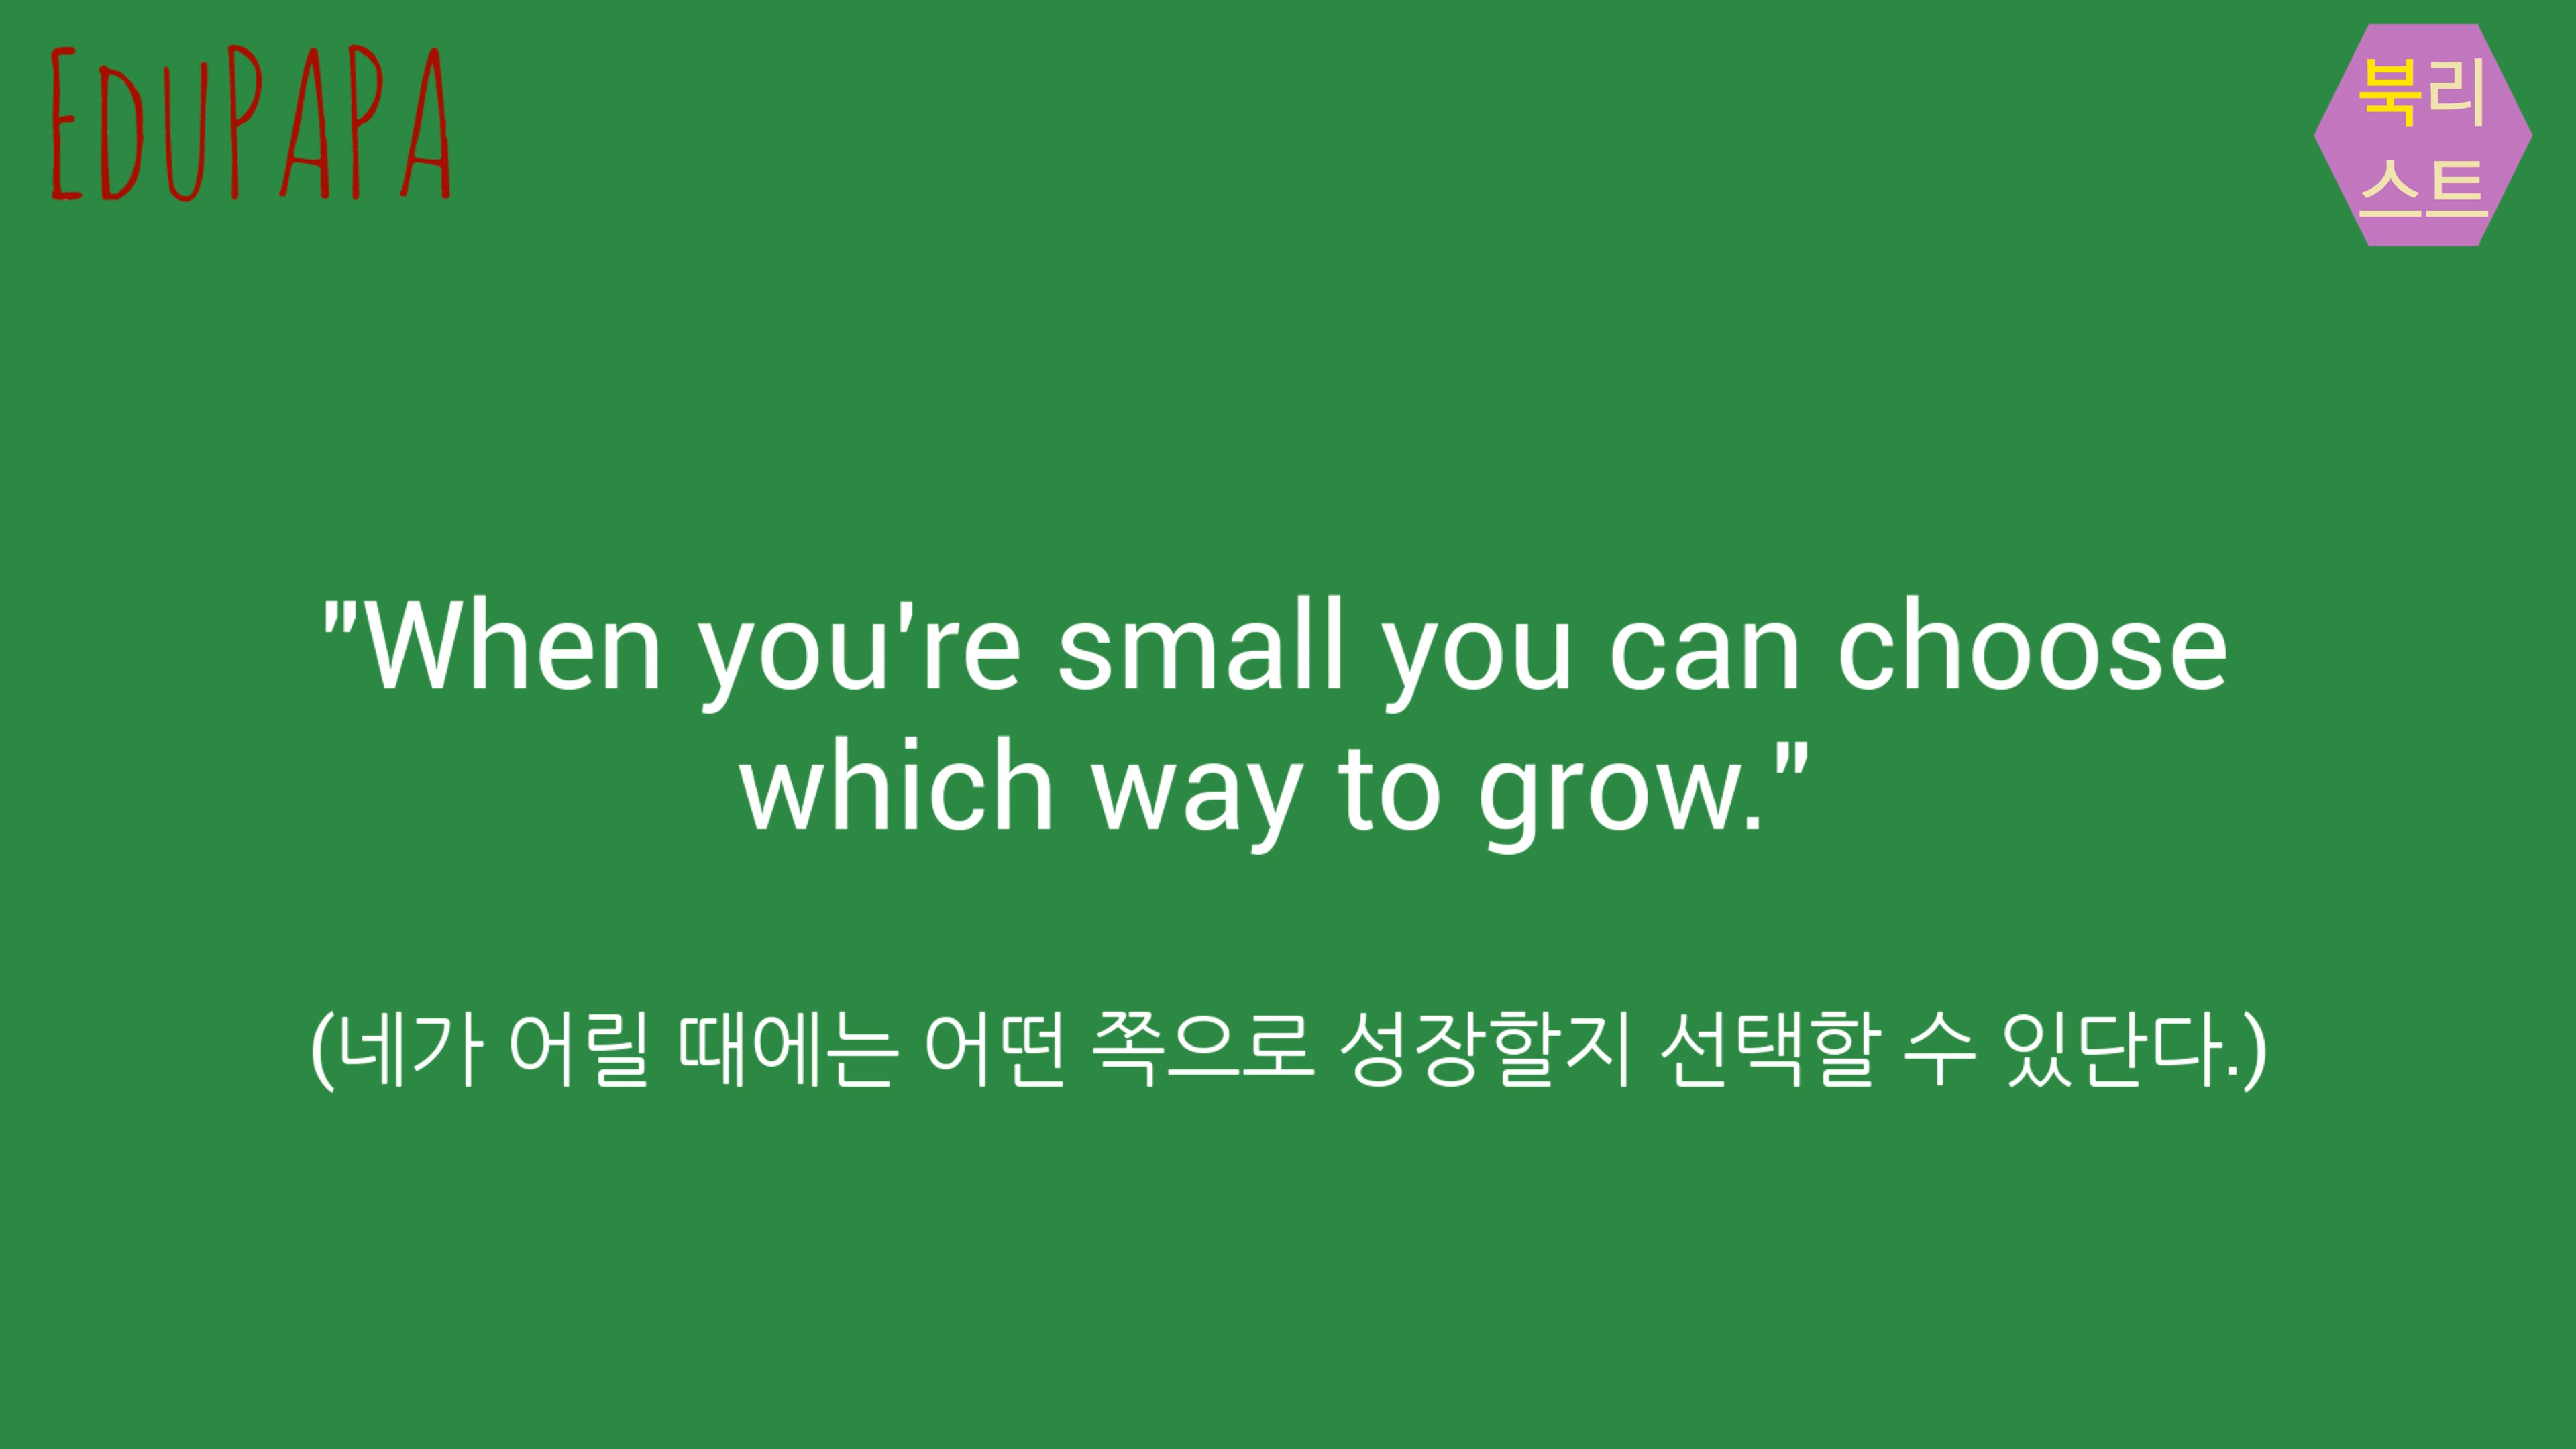 EDUPAPA
북리
스트
"When you're small you can choose
which way to grow."
(네가 어릴 때에는 어떤 쪽으로 성장할지 선택할 수 있단다.)